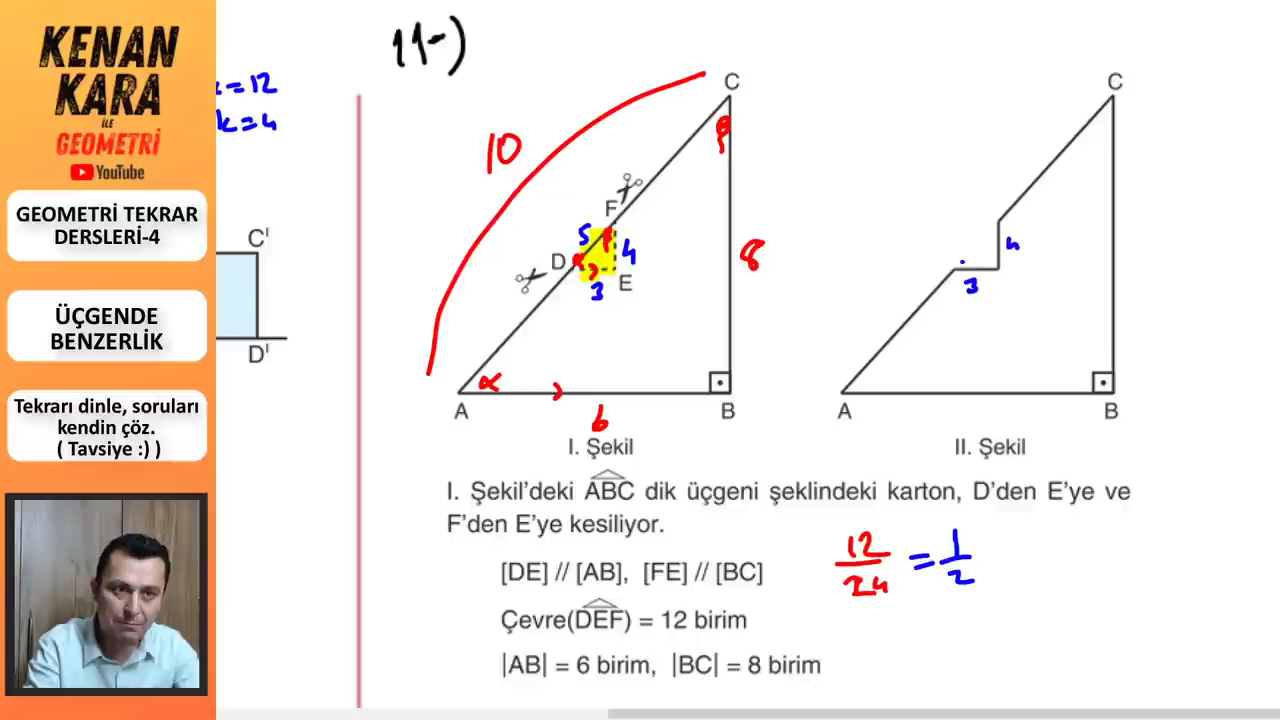 KENAN
KARA
İLE
GEOMETRİ
YouTube
GEOMETRİ TEKRAR
DERSLERİ-4
ÜÇGENDE
BENZERLİK
Tekrarı dinle, soruları
kendin çöz.
( Tavsiye :) )
=12
k=4
C'
D'
11-)
C
10
F
5
4
D
E
3
8
β
α
A
6
B
I. Şekil
C
4
3
A
B
II. Şekil
I. Şekil'deki ABC dik üçgeni şeklindeki karton, D'den E'ye ve
F'den E'ye kesiliyor.
[DE] // [AB], [FE] // [BC]
Çevre(DEF) = 12 birim
|AB| = 6 birim, |BC| = 8 birim
12/24 = 1/2